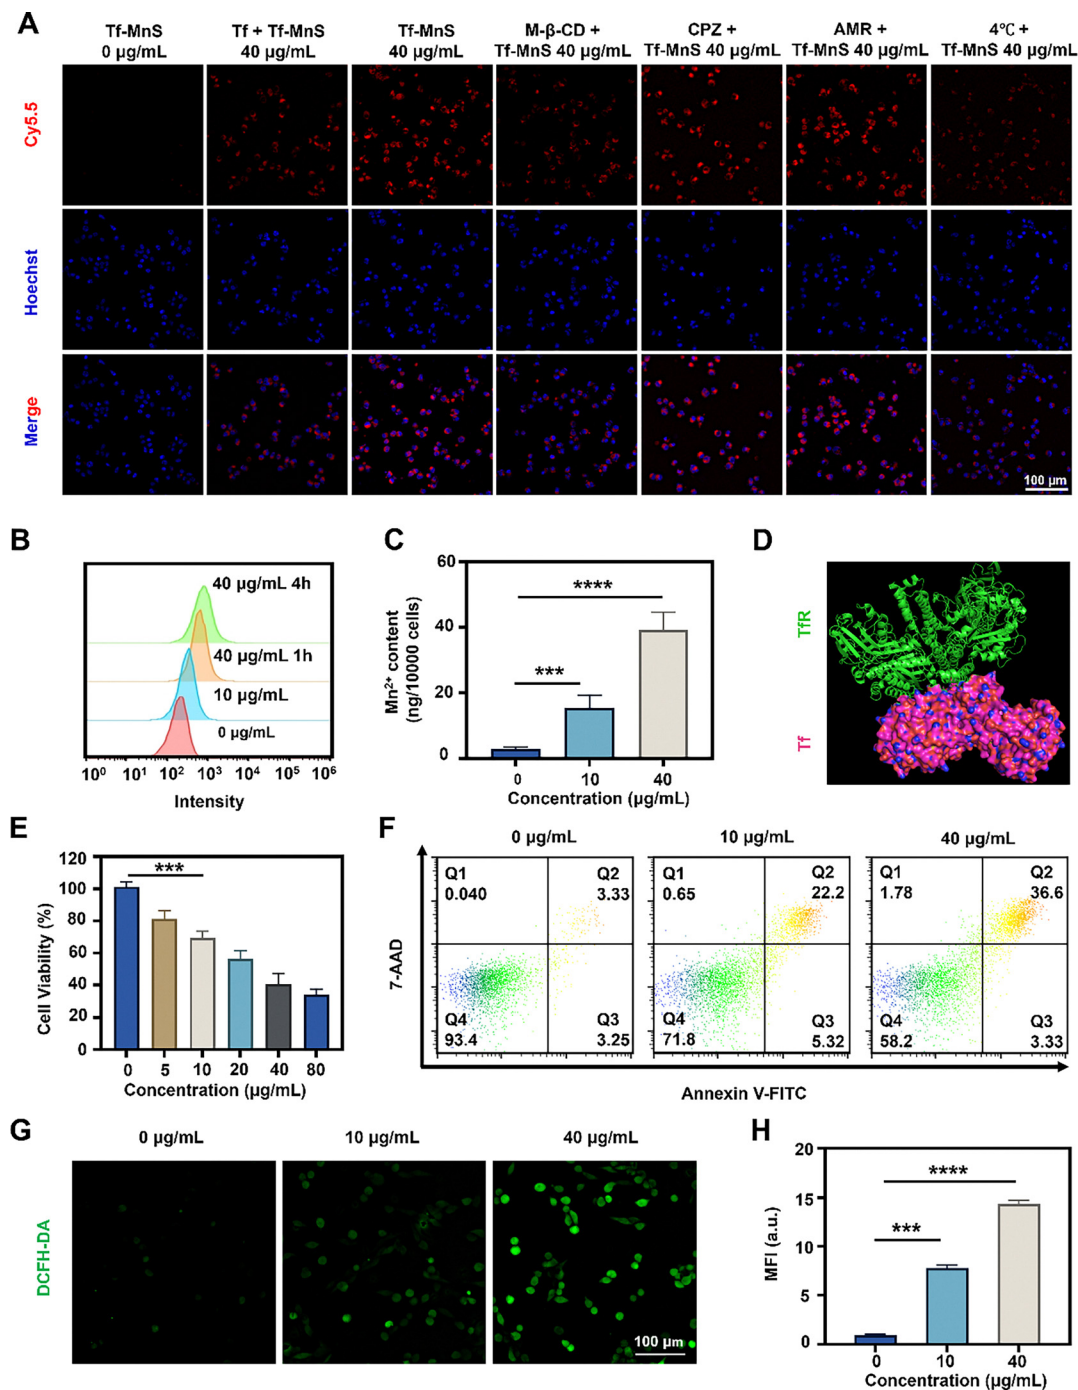 A
Tf-MnS
0 µg/mL
Tf + Tf-MnS
40 µg/mL
Tf-MnS
40 µg/mL
M-β-CD +
Tf-MnS 40 µg/mL
CPZ +
Tf-MnS 40 µg/mL
AMR +
Tf-MnS 40 µg/mL
4℃ +
Tf-MnS 40 µg/mL
Cy5.5
Hoechst
Merge
100 µm
B
40 µg/mL 4h
40 µg/mL 1h
10 µg/mL
0 µg/mL
10⁰ 10¹ 10² 10³ 10⁴ 10⁵ 10⁶
Intensity
C
Mn²⁺ content
(ng/10000 cells)
60
40
20
0
****
***
0 10 40
Concentration (µg/mL)
D
TfR
Tf
E
Cell Viability (%)
120
100
80
60
40
20
0
***
0 5 10 20 40 80
Concentration (µg/mL)
F
0 µg/mL
10 µg/mL
40 µg/mL
7-AAD
Q1
0.040
Q2
3.33
Q4
93.4
Q3
3.25
Q1
0.65
Q2
22.2
Q4
71.8
Q3
5.32
Q1
1.78
Q2
36.6
Q4
58.2
Q3
3.33
Annexin V-FITC
G
0 µg/mL
10 µg/mL
40 µg/mL
DCFH-DA
100 µm
H
MFI (a.u.)
20
15
10
5
0
****
***
0 10 40
Concentration (µg/mL)